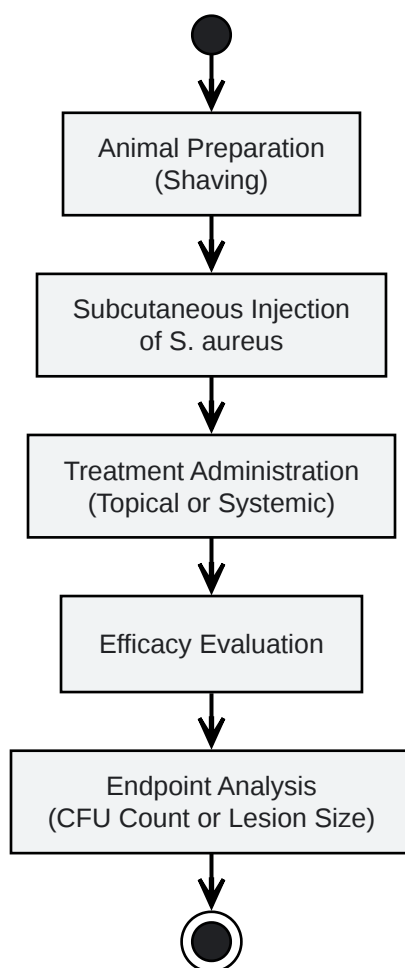 Animal Preparation
(Shaving)
Subcutaneous Injection
of S. aureus
Treatment Administration
(Topical or Systemic)
Efficacy Evaluation
Endpoint Analysis
(CFU Count or Lesion Size)